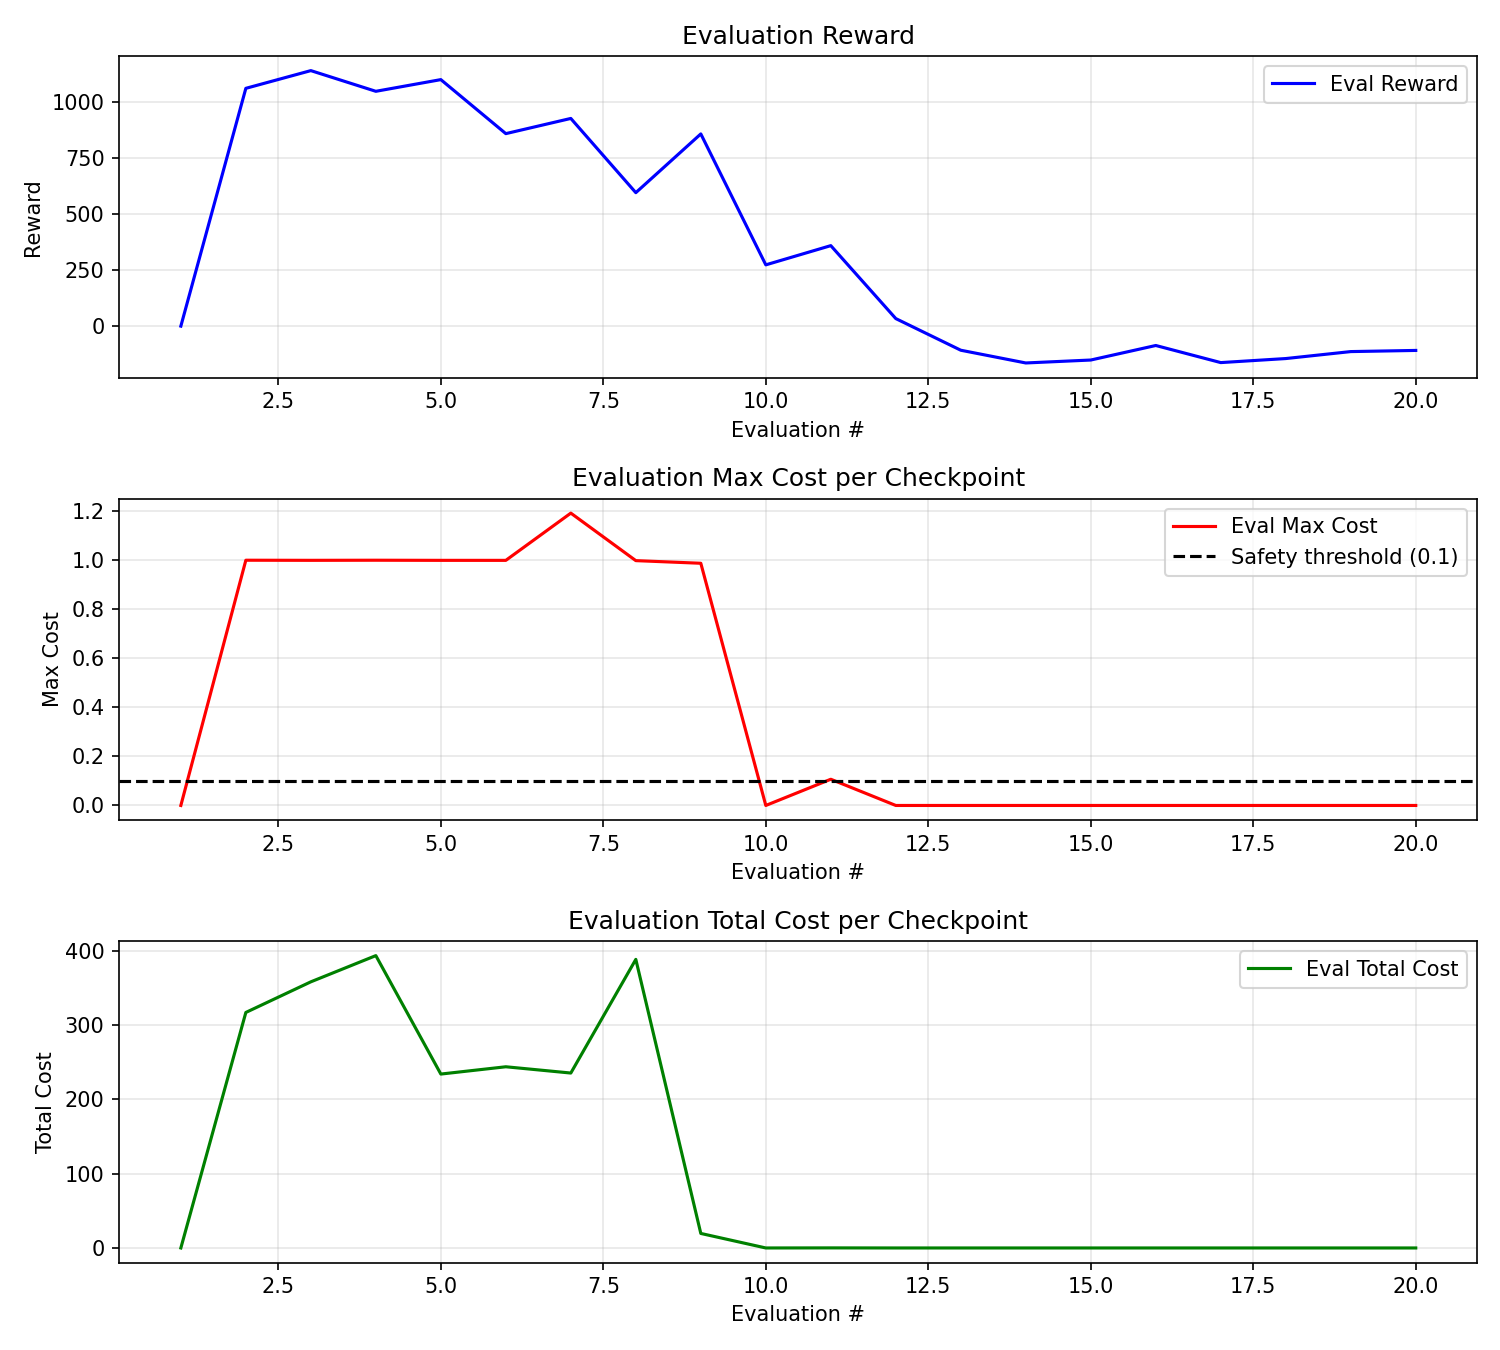 Evaluation Reward
Eval Reward
Reward
1000
750
500
250
0
2.5 5.0 7.5 10.0 12.5 15.0 17.5 20.0
Evaluation #
Evaluation Max Cost per Checkpoint
Eval Max Cost
Safety threshold (0.1)
Max Cost
1.2
1.0
0.8
0.6
0.4
0.2
0.0
2.5 5.0 7.5 10.0 12.5 15.0 17.5 20.0
Evaluation #
Evaluation Total Cost per Checkpoint
Eval Total Cost
Total Cost
400
300
200
100
0
2.5 5.0 7.5 10.0 12.5 15.0 17.5 20.0
Evaluation #